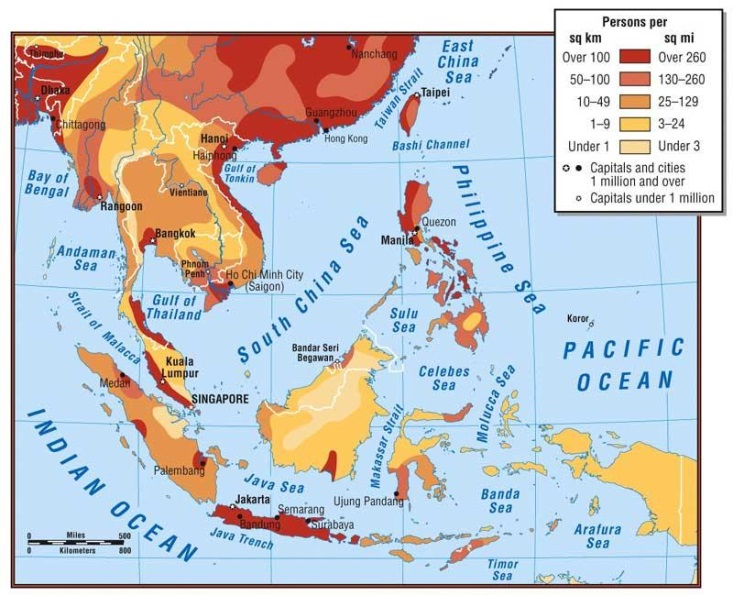 Persons per
sq km
sq mi
Over 100
Over 260
50–100
130–260
10–49
25–129
1–9
3–24
Under 1
Under 3
Capitals and cities
1 million and over
Capitals under 1 million
Thimphu
Dhaka
Chittagong
Nanchang
East
China
Sea
Taiwan Strait
Taipei
Guangzhou
Hong Kong
Bashi Channel
Hanoi
Haiphong
Gulf of
Tonkin
Bay of
Bengal
Rangoon
Vientiane
Philippine Sea
Andaman
Sea
Bangkok
Quezon
Manila
Phnom
Penh
Ho Chi Minh City
(Saigon)
South China Sea
Gulf of
Thailand
Strait of Malacca
Sulu
Sea
Koror
Bandar Seri
Begawan
PACIFIC
OCEAN
Kuala
Lumpur
Medan
SINGAPORE
Celebes
Sea
Molucca Sea
Makassar Strait
INDIAN OCEAN
Palembang
Java Sea
Jakarta
Semarang
Bandung
Surabaya
Java Trench
Ujung Pandang
Banda
Sea
Arafura
Sea
Timor
Sea
0 Miles 500
0 Kilometers 800